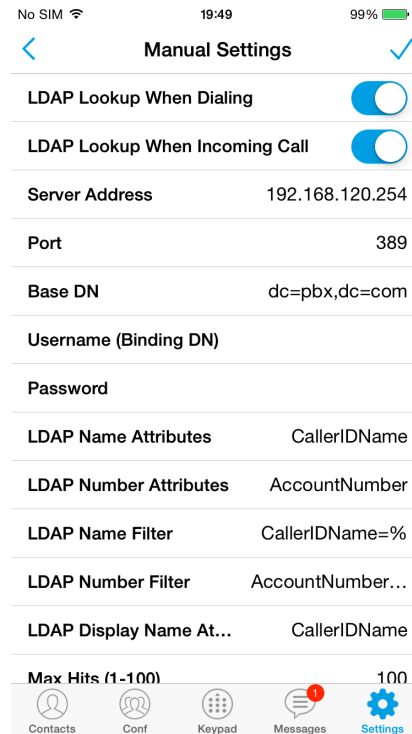 No SIM 19:49 99%
Manual Settings
LDAP Lookup When Dialing
LDAP Lookup When Incoming Call
Server Address 192.168.120.254
Port 389
Base DN dc=pbx,dc=com
Username (Binding DN)
Password
LDAP Name Attributes CallerIDName
LDAP Number Attributes AccountNumber
LDAP Name Filter CallerIDName=%
LDAP Number Filter AccountNumber...
LDAP Display Name At... CallerIDName
Max Hits (1-100) 100
1
Contacts Conf Keypad Messages Settings